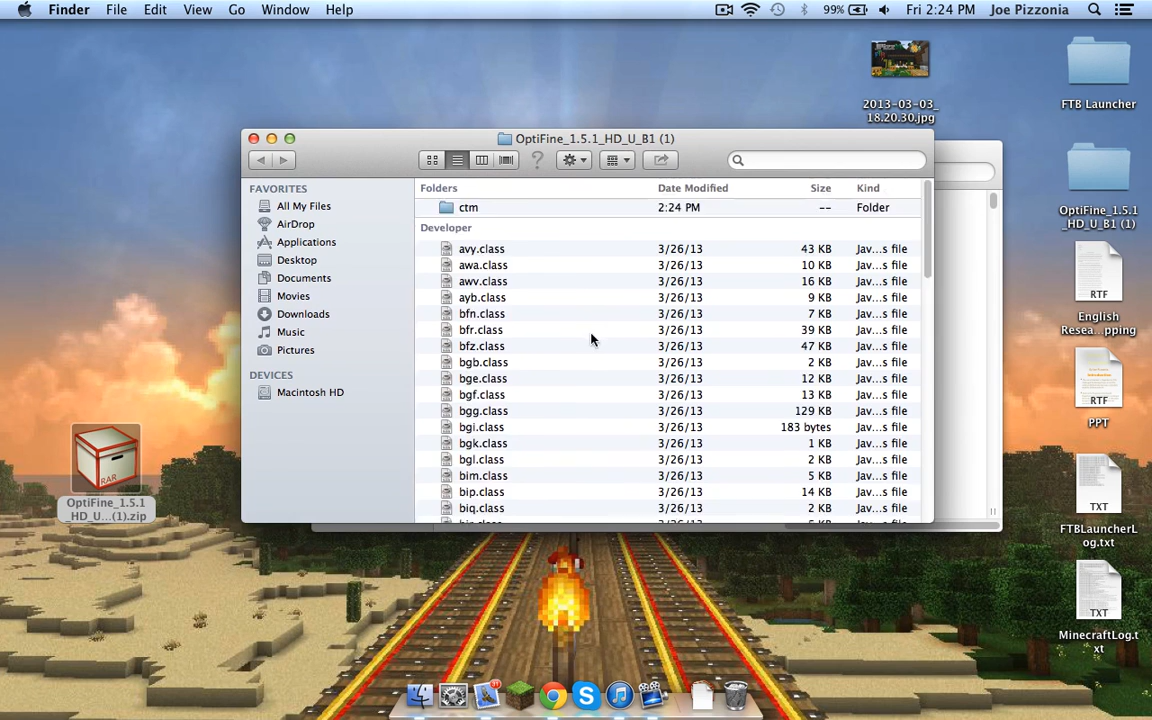 Finder File Edit View Go Window Help 99% Fri 2:24 PM Joe Pizzonia
2013-03-03_
18.20.30.jpg
FTB Launcher
OptiFine_1.5.1_HD_U_B1 (1)
FAVORITES
All My Files
AirDrop
Applications
Desktop
Documents
Movies
Downloads
Music
Pictures
DEVICES
Macintosh HD
Folders Date Modified Size Kind
ctm 2:24 PM -- Folder
Developer
avy.class 3/26/13 43 KB Jav...s file
awa.class 3/26/13 10 KB Jav...s file
awv.class 3/26/13 16 KB Jav...s file
ayb.class 3/26/13 9 KB Jav...s file
bfn.class 3/26/13 7 KB Jav...s file
bfr.class 3/26/13 39 KB Jav...s file
bfz.class 3/26/13 47 KB Jav...s file
bgb.class 3/26/13 2 KB Jav...s file
bge.class 3/26/13 12 KB Jav...s file
bgf.class 3/26/13 13 KB Jav...s file
bgg.class 3/26/13 129 KB Jav...s file
bgi.class 3/26/13 183 bytes Jav...s file
bgk.class 3/26/13 1 KB Jav...s file
bgl.class 3/26/13 2 KB Jav...s file
bim.class 3/26/13 5 KB Jav...s file
bip.class 3/26/13 14 KB Jav...s file
biq.class 3/26/13 2 KB Jav...s file
OptiFine_1.5.1
_HD_U_B1 (1)
RTF
English
Resea...pping
RTF
PPT
TXT
FTBLauncherL
og.txt
TXT
MinecraftLog.t
xt
RAR
OptiFine_1.5.1
_HD_U...(1).zip